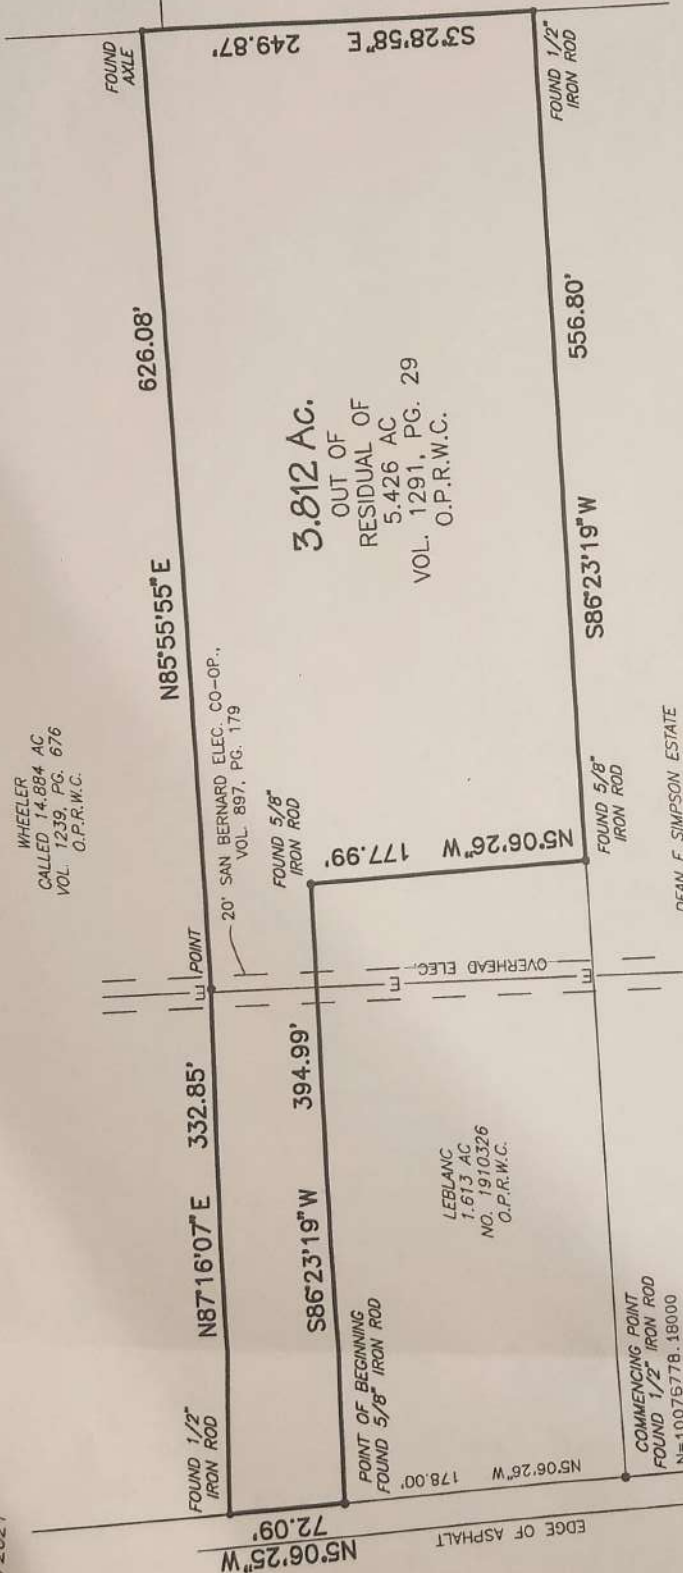 WHEELER
CALLED 14.884 AC
VOL. 1239, PG. 676
O.P.R.W.C.
FOUND 1/2"
IRON ROD
N87°16'07"E 332.85'
POINT
N85°55'55"E 626.08'
FOUND
AXLE
20' SAN BERNARD ELEC. CO-OP.,
VOL. 897, PG. 179
S3°28'58"E 249.87'
3.812 Ac.
OUT OF
RESIDUAL OF
5.426 AC
VOL. 1291, PG. 29
O.P.R.W.C.
N5°06'25"W
72.09'
S86°23'19"W 394.99'
FOUND 5/8"
IRON ROD
N5°06'26"W 177.99'
POINT OF BEGINNING
FOUND 5/8" IRON ROD
LEBLANC
1.613 AC
NO. 1910326
O.P.R.W.C.
E
E
E
OVERHEAD ELEC.
EDGE OF ASPHALT
N5°06'26"W 178.00'
FOUND 5/8"
IRON ROD
S86°23'19"W 556.80'
FOUND 1/2"
IRON ROD
COMMENCING POINT
FOUND 1/2" IRON ROD
N=10076778.18000
DEAN F. SIMPSON ESTATE